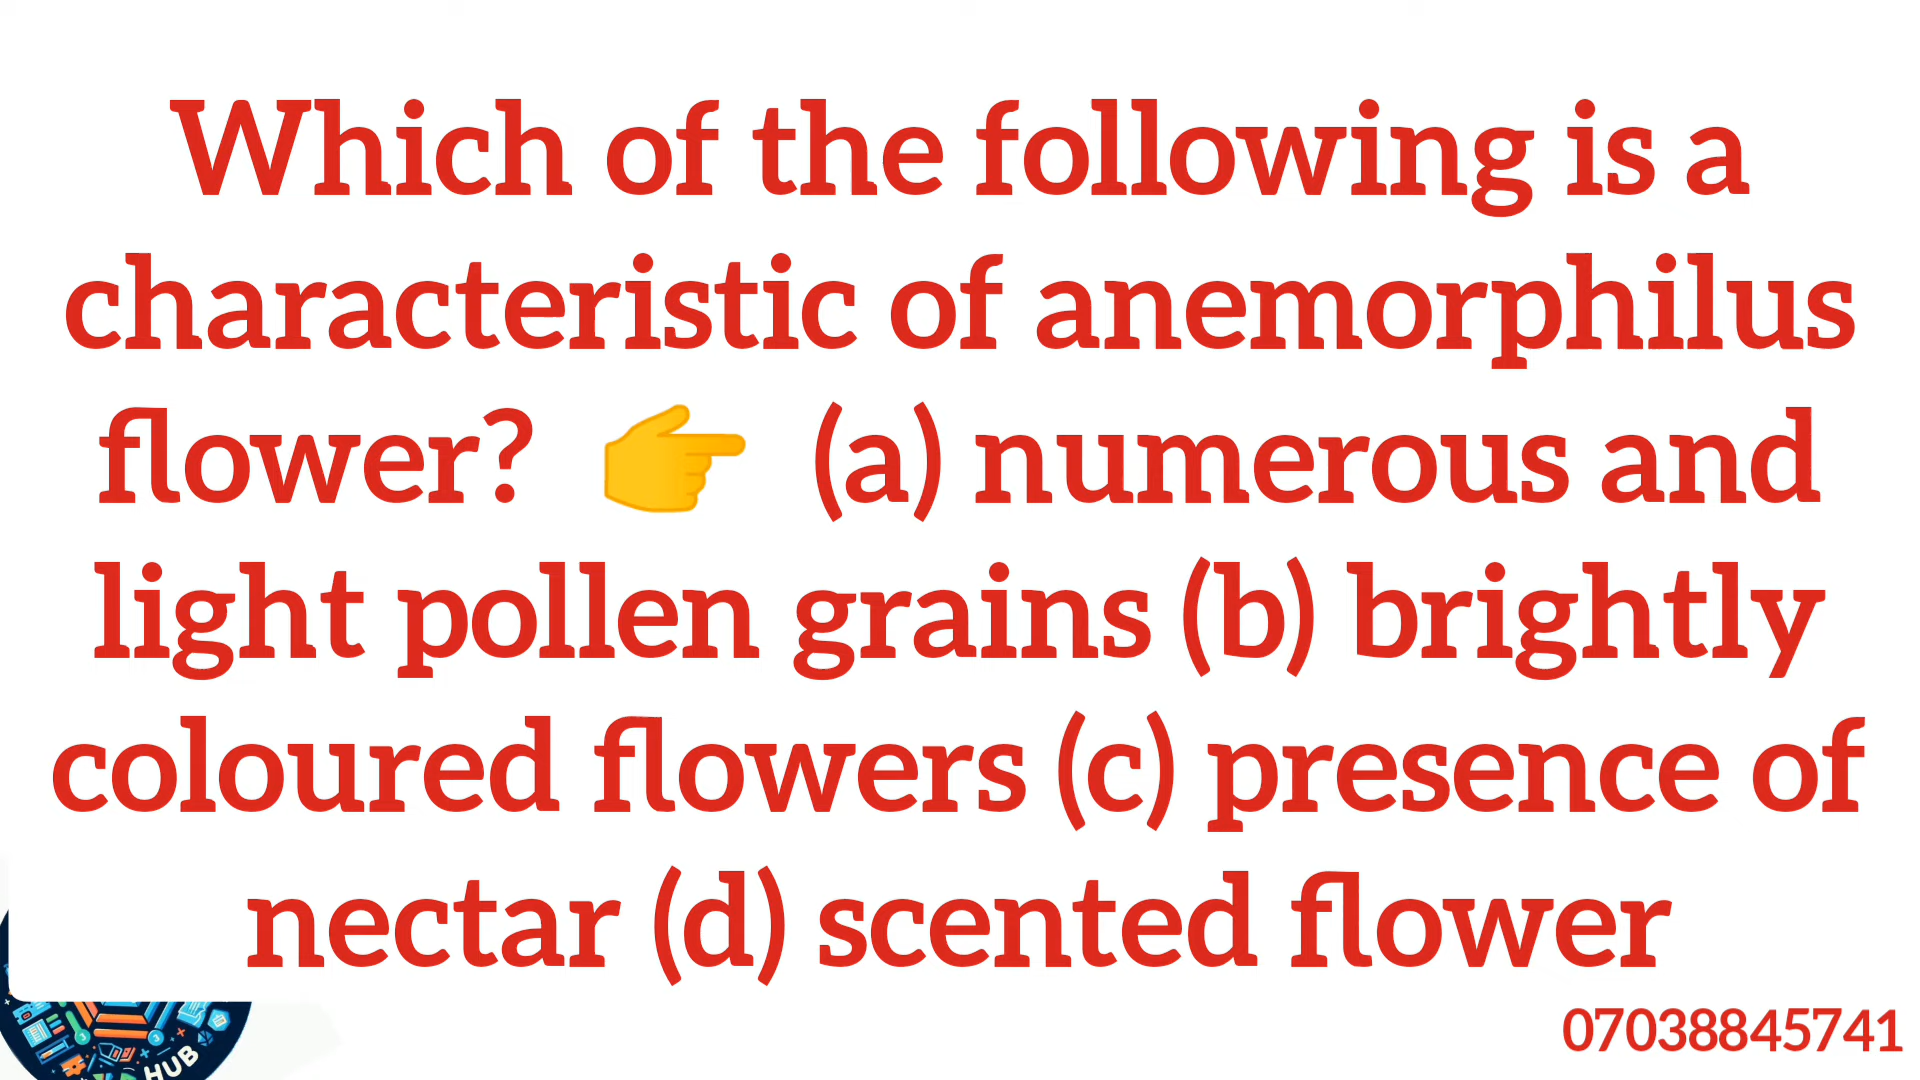 Which of the following is a
characteristic of anemorphilus
flower? 👉 (a) numerous and
light pollen grains (b) brightly
coloured flowers (c) presence of
nectar (d) scented flower
HUB
07038845741